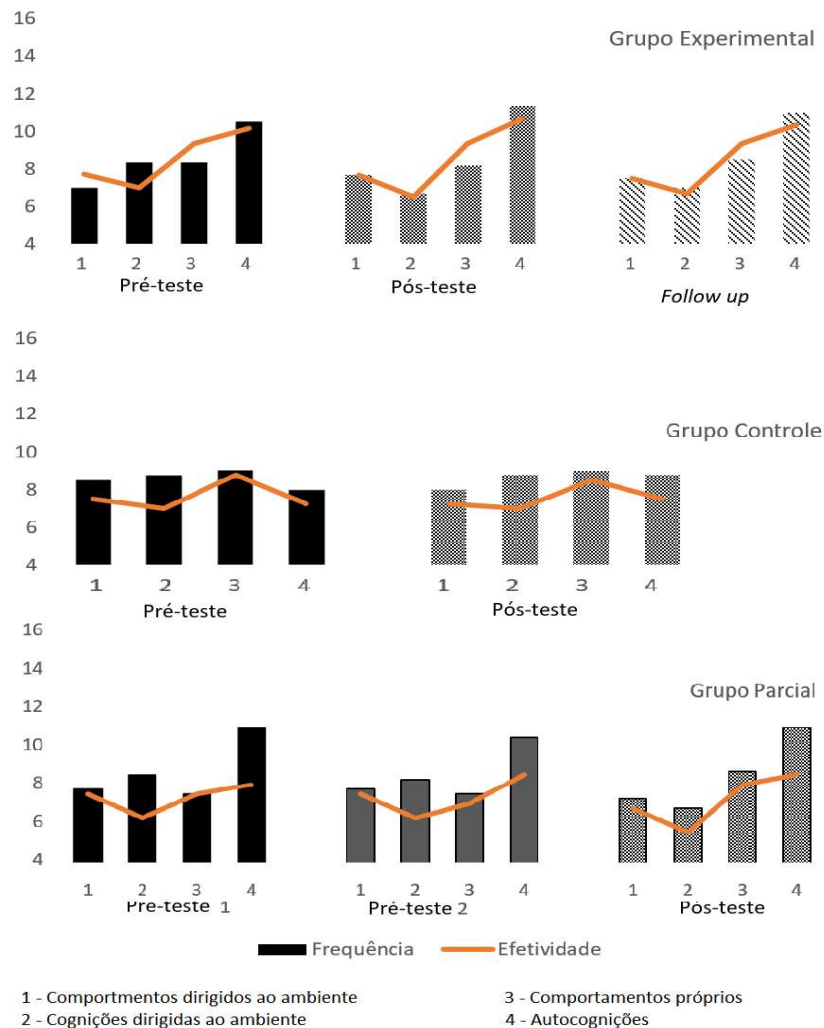 16
Grupo Experimental
14
12
10
8
6
4
1 2 3 4
Pré-teste
1 2 3 4
Pós-teste
1 2 3 4
Follow up
16
14
12
Grupo Controle
10
8
6
4
1 2 3 4
Pré-teste
1 2 3 4
Pós-teste
16
14
12
Grupo Parcial
10
8
6
4
1 2 3 4
Pré-teste 1
1 2 3 4
Pré-teste 2
1 2 3 4
Pós-teste
Frequência Efetividade
1 - Comportmentos dirigidos ao ambiente
2 - Cognições dirigidas ao ambiente
3 - Comportamentos próprios
4 - Autocognições